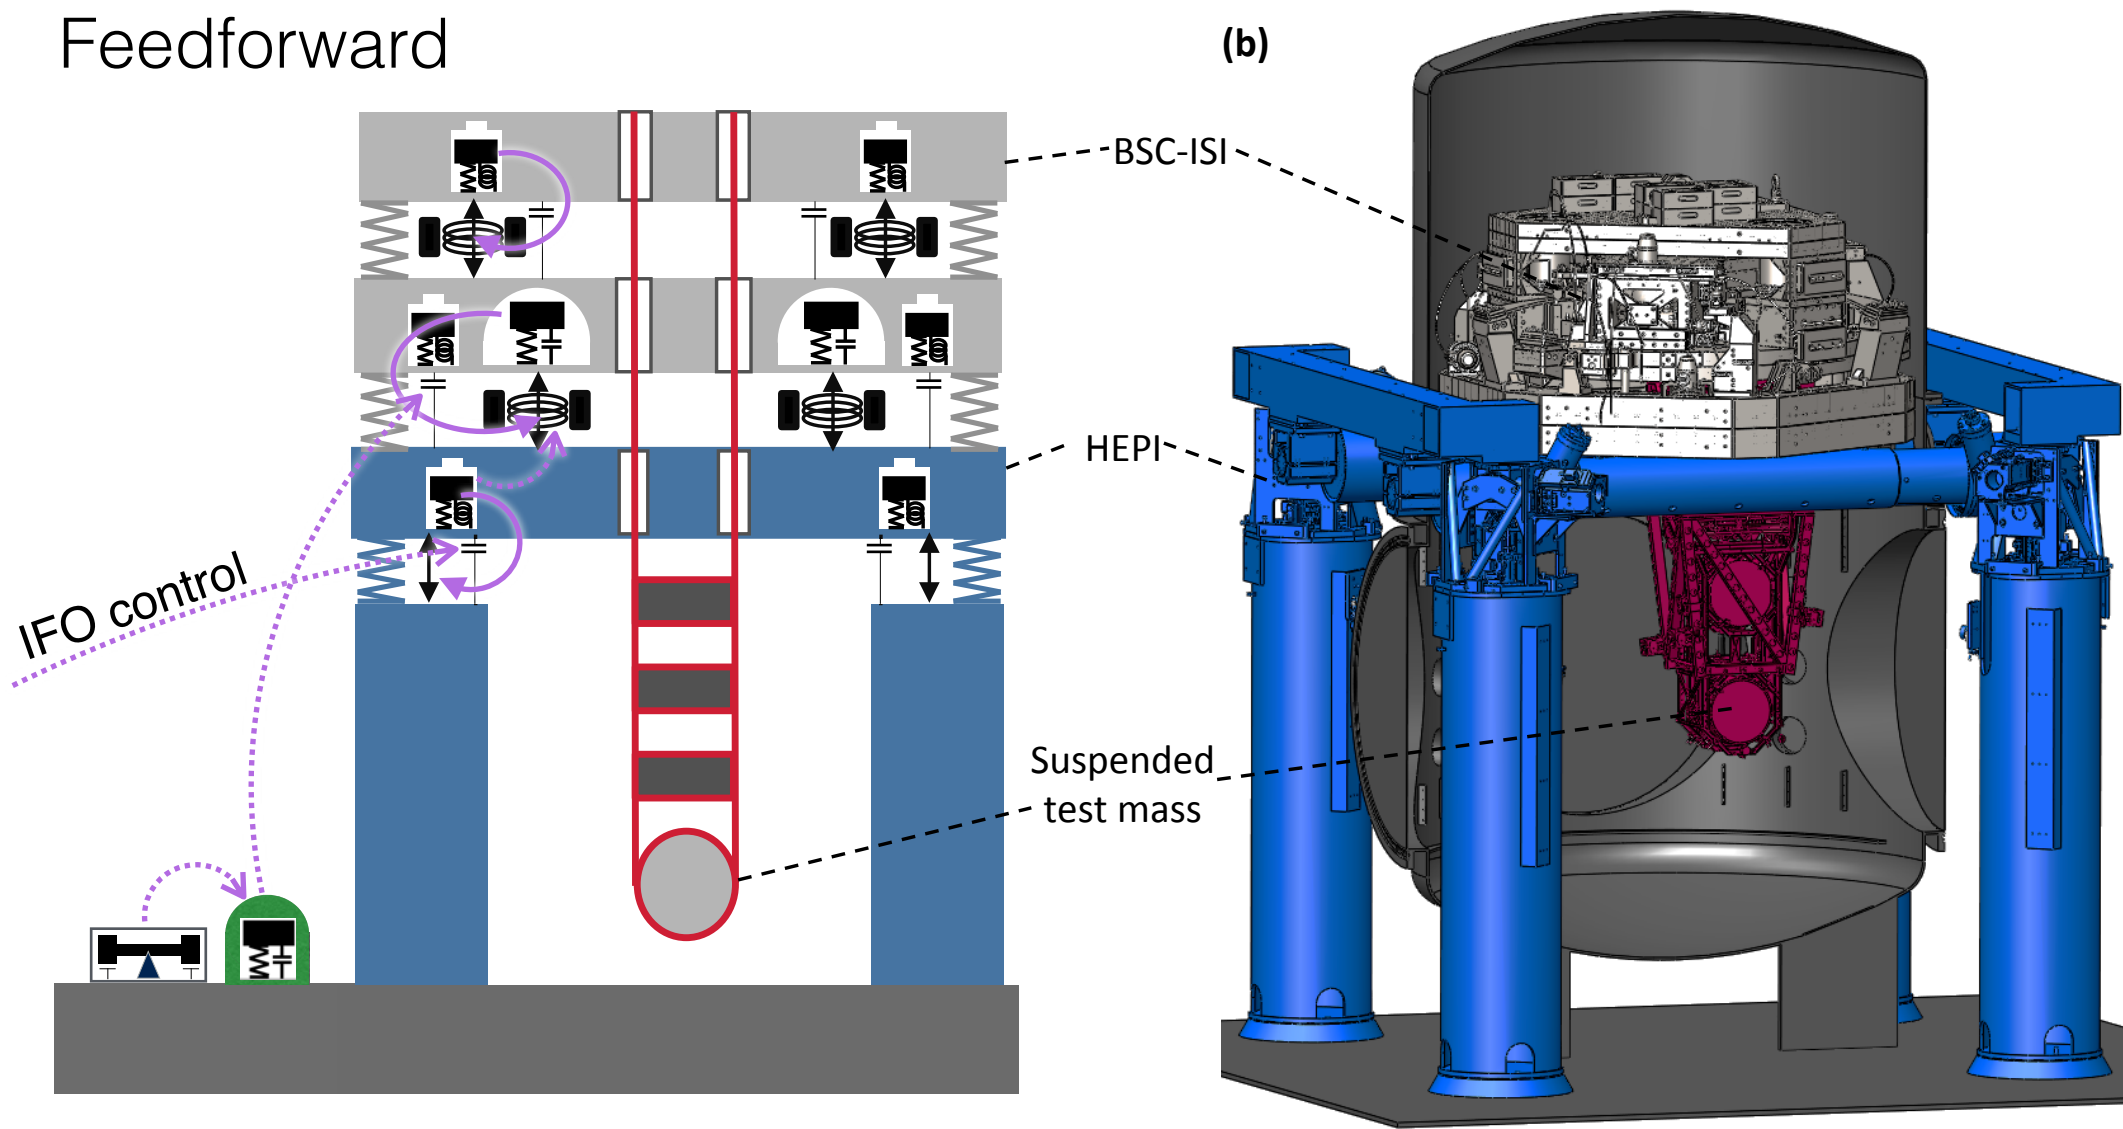 Feedforward
(b)
BSC-ISI
HEPI
IFO control
Suspended
test mass